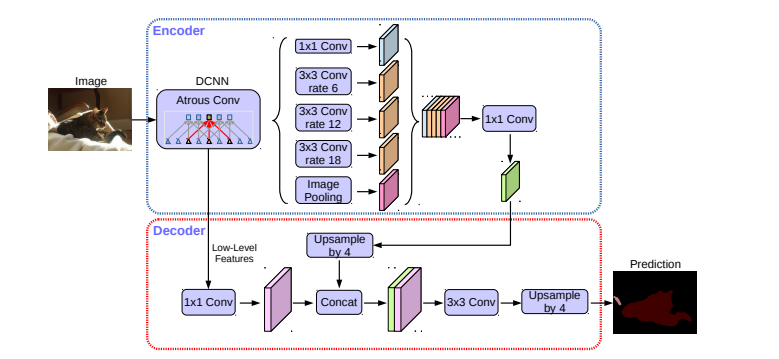 Encoder
Image
DCNN
Atrous Conv
1x1 Conv
3x3 Conv
rate 6
3x3 Conv
rate 12
3x3 Conv
rate 18
Image
Pooling
1x1 Conv
Decoder
Low-Level
Features
Upsample
by 4
1x1 Conv
Concat
3x3 Conv
Upsample
by 4
Prediction